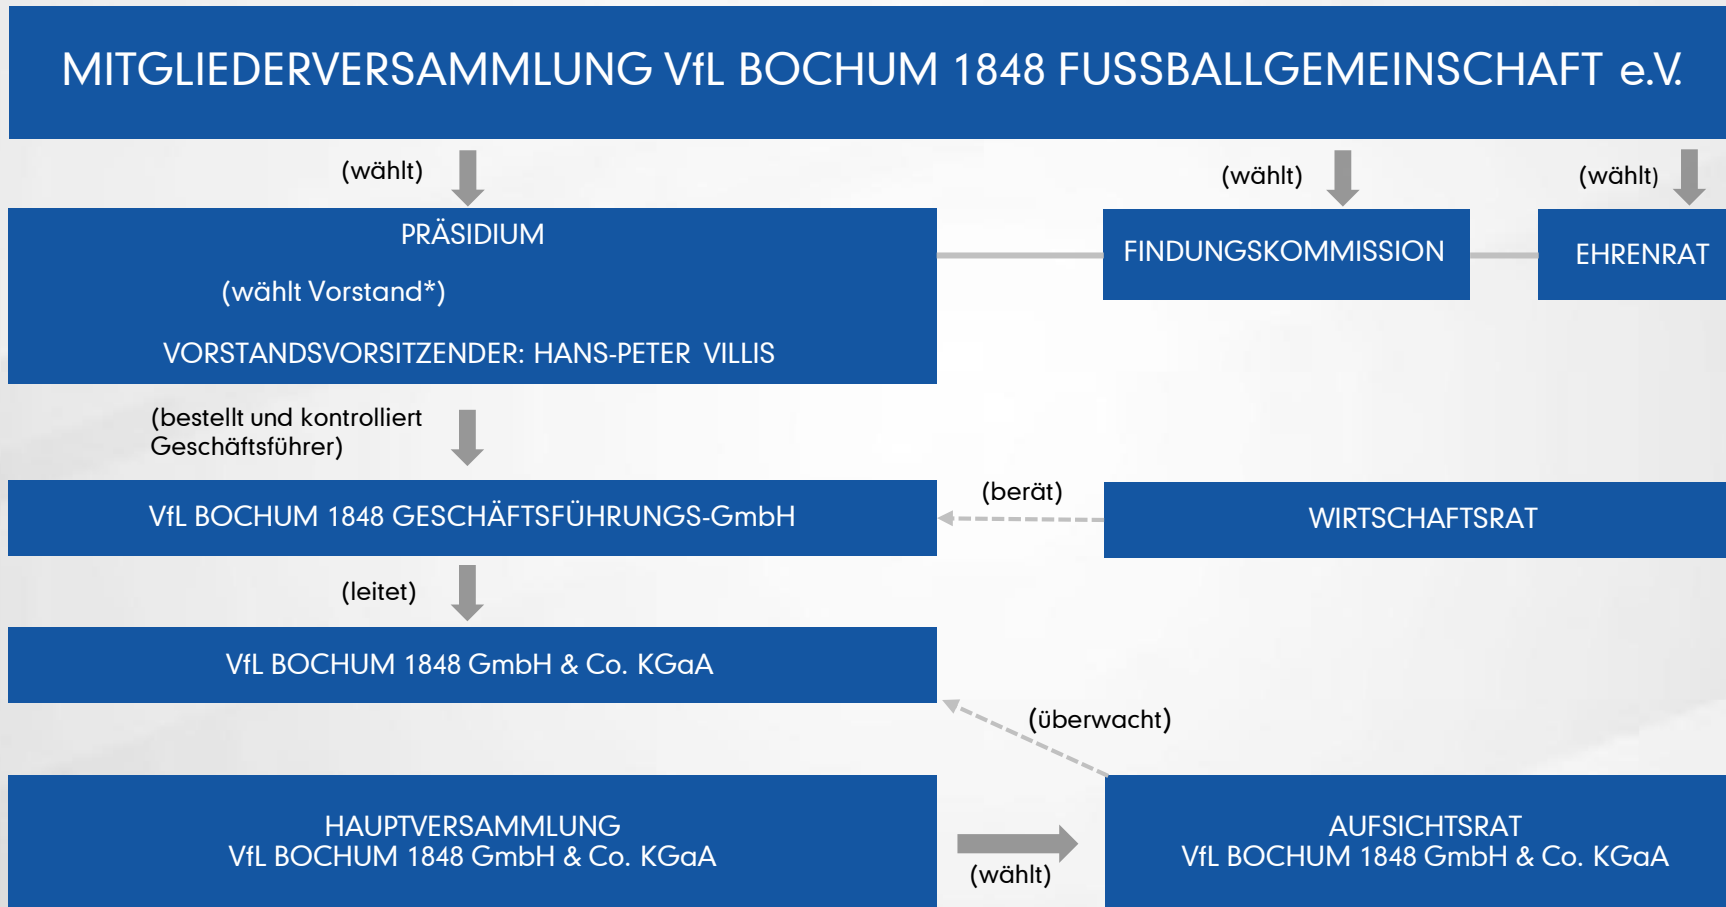 MITGLIEDERVERSAMMLUNG VfL BOCHUM 1848 FUSSBALLGEMEINSCHAFT e.V.
(wählt)
(wählt)
(wählt)
PRÄSIDIUM
(wählt Vorstand*)
VORSTANDSVORSITZENDER: HANS-PETER VILLIS
FINDUNGSKOMMISSION
EHRENRAT
(bestellt und kontrolliert
Geschäftsführer)
VfL BOCHUM 1848 GESCHÄFTSFÜHRUNGS-GmbH
(berät)
WIRTSCHAFTSRAT
(leitet)
VfL BOCHUM 1848 GmbH & Co. KGaA
(überwacht)
HAUPTVERSAMMLUNG
VfL BOCHUM 1848 GmbH & Co. KGaA
(wählt)
AUFSICHTSRAT
VfL BOCHUM 1848 GmbH & Co. KGaA